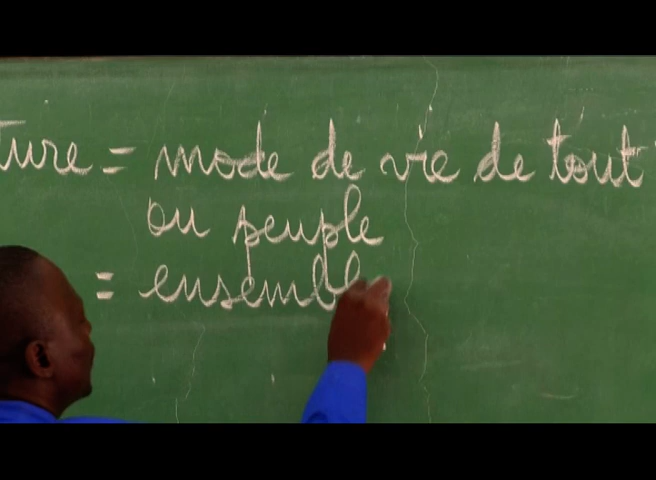 ture = mode de vie de tout
ou peuple
= ensemble